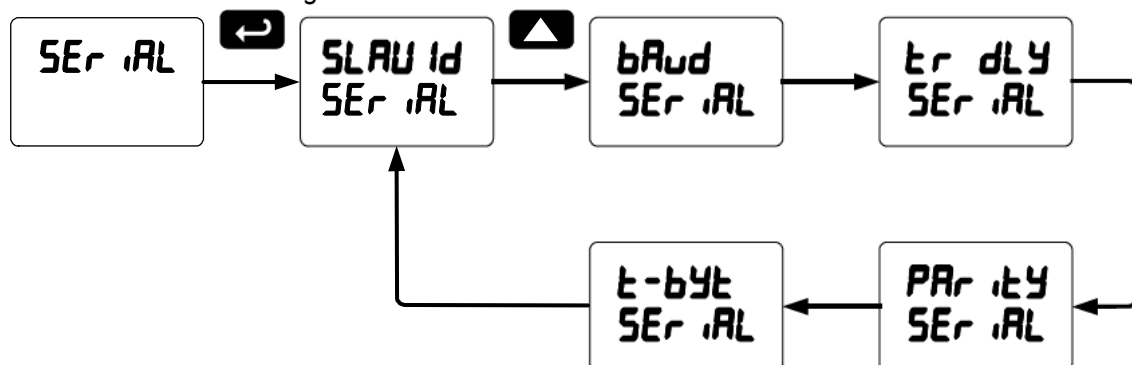 SEr iAL
SLAV Id
SEr iAL
bAud
SEr iAL
tr dLY
SEr iAL
PAr itY
SEr iAL
t-bYt
SEr iAL